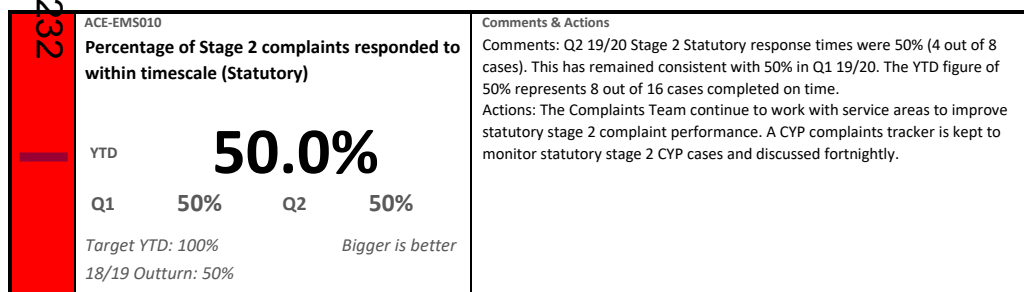 232
ACE-EMS010
Percentage of Stage 2 complaints responded to
within timescale (Statutory)
YTD 50.0%
Q1 50% Q2 50%
Target YTD: 100% Bigger is better
18/19 Outturn: 50%
Comments & Actions
Comments: Q2 19/20 Stage 2 Statutory response times were 50% (4 out of 8
cases). This has remained consistent with 50% in Q1 19/20. The YTD figure of
50% represents 8 out of 16 cases completed on time.
Actions: The Complaints Team continue to work with service areas to improve
statutory stage 2 complaint performance. A CYP complaints tracker is kept to
monitor statutory stage 2 CYP cases and discussed fortnightly.